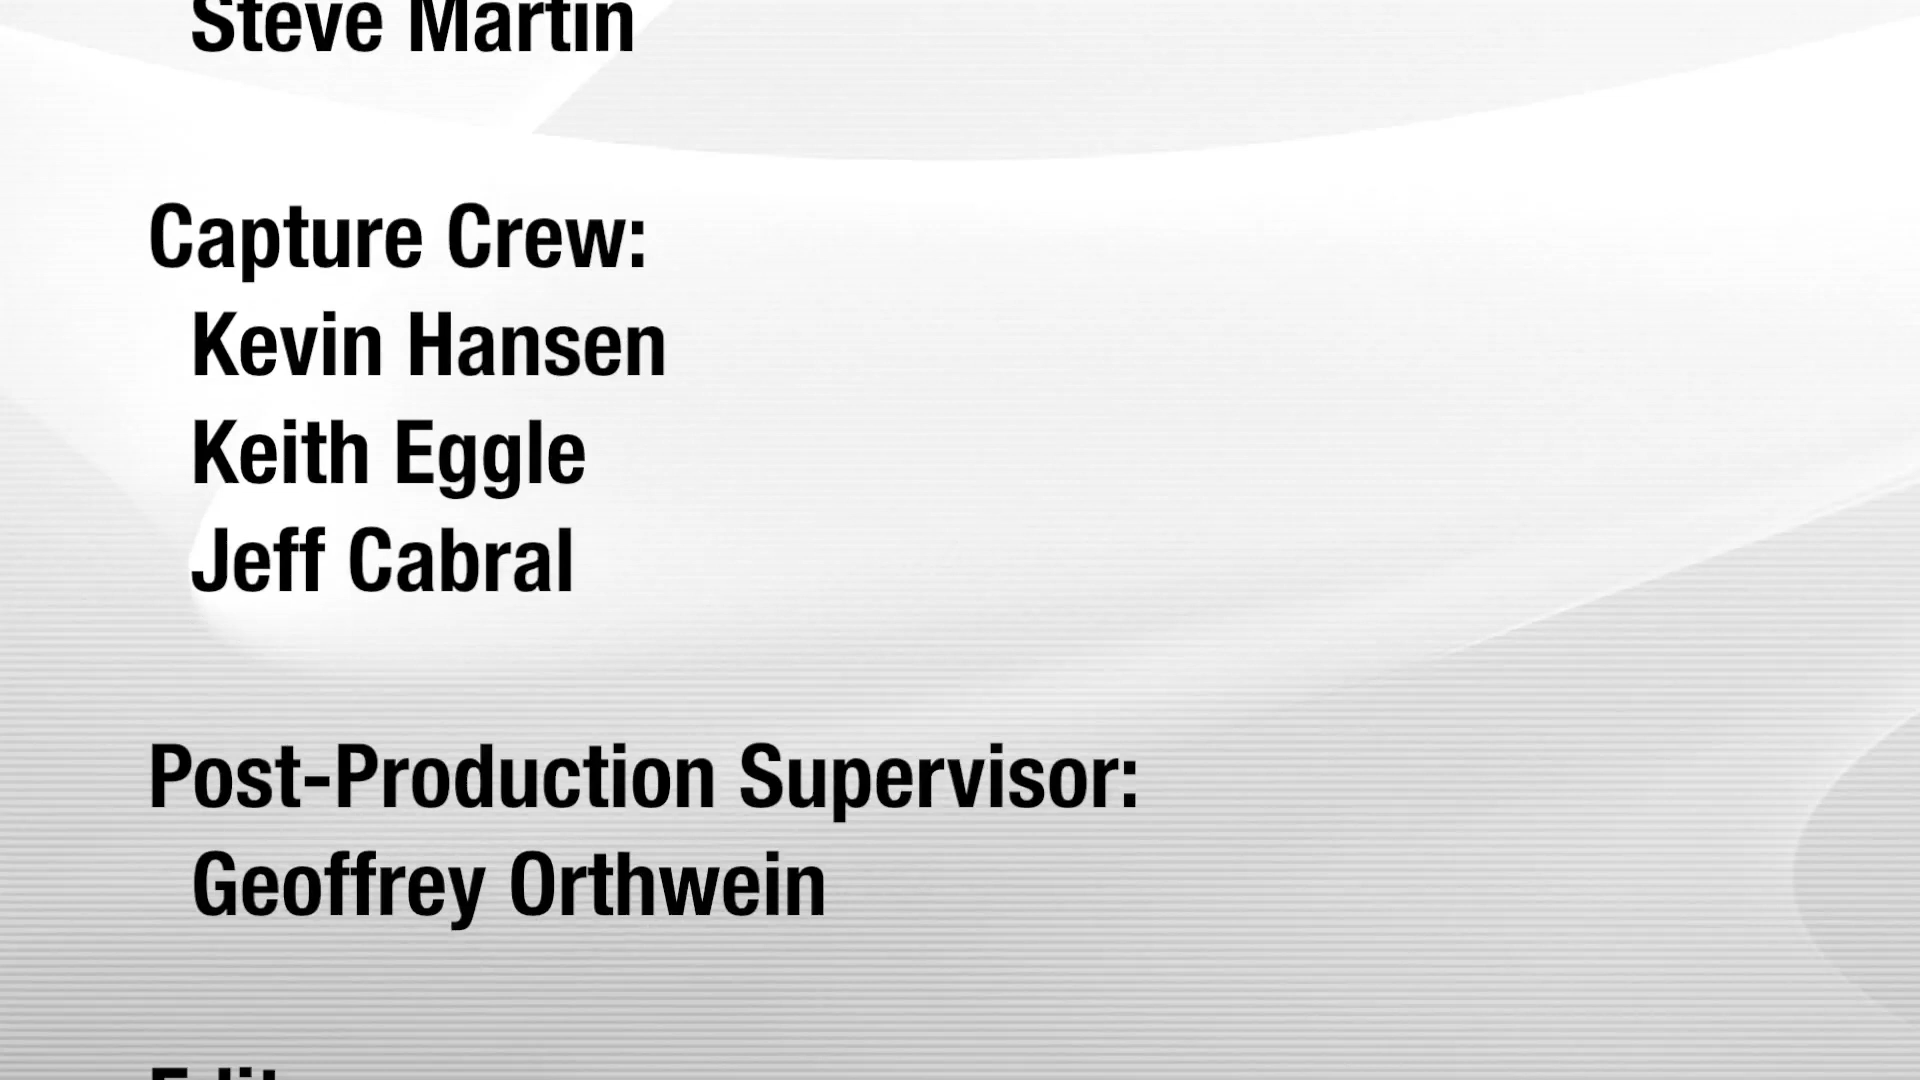 Steve Martin
Capture Crew:
Kevin Hansen
Keith Eggle
Jeff Cabral
Post-Production Supervisor:
Geoffrey Orthwein